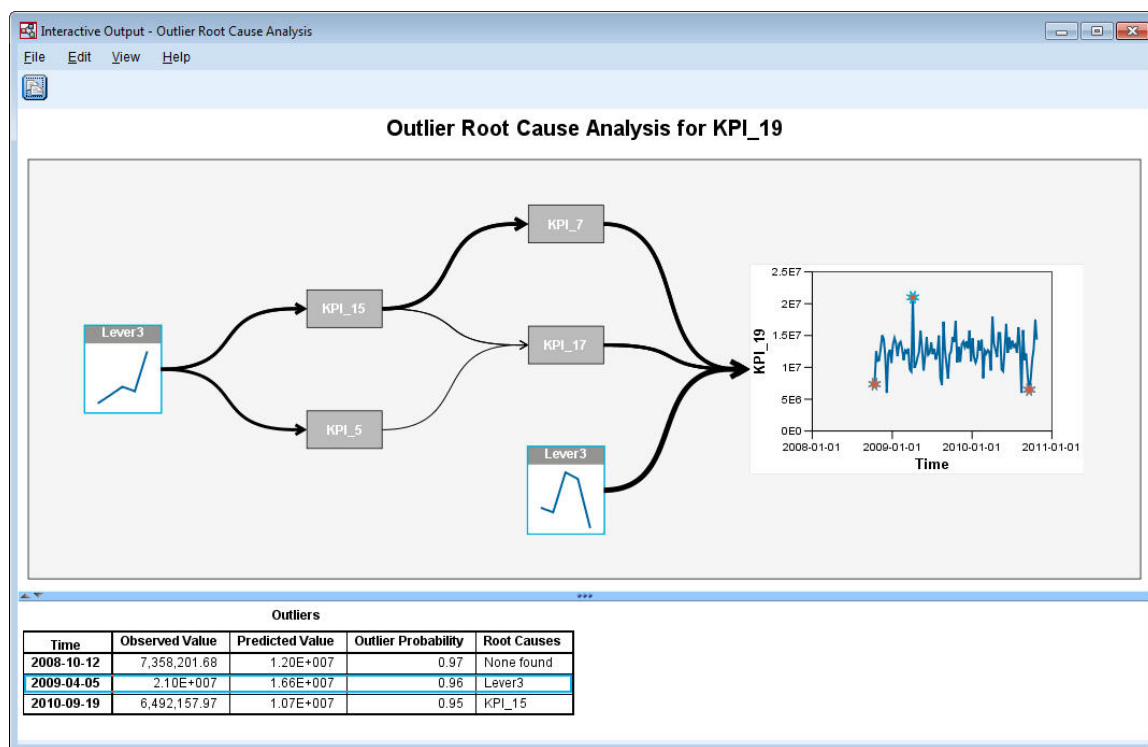 Interactive Output - Outlier Root Cause Analysis
File Edit View Help
Outlier Root Cause Analysis for KPI_19
KPI_7
KPI_15
Lever3
KPI_17
KPI_5
Lever3
2.5E7
2E7
1.5E7
1E7
5E6
0E0
KPI_19
2008-01-01 2009-01-01 2010-01-01 2011-01-01
Time
Outliers
Time Observed Value Predicted Value Outlier Probability Root Causes
2008-10-12 7,358,201.68 1.20E+007 0.97 None found
2009-04-05 2.10E+007 1.66E+007 0.96 Lever3
2010-09-19 6,492,157.97 1.07E+007 0.95 KPI_15